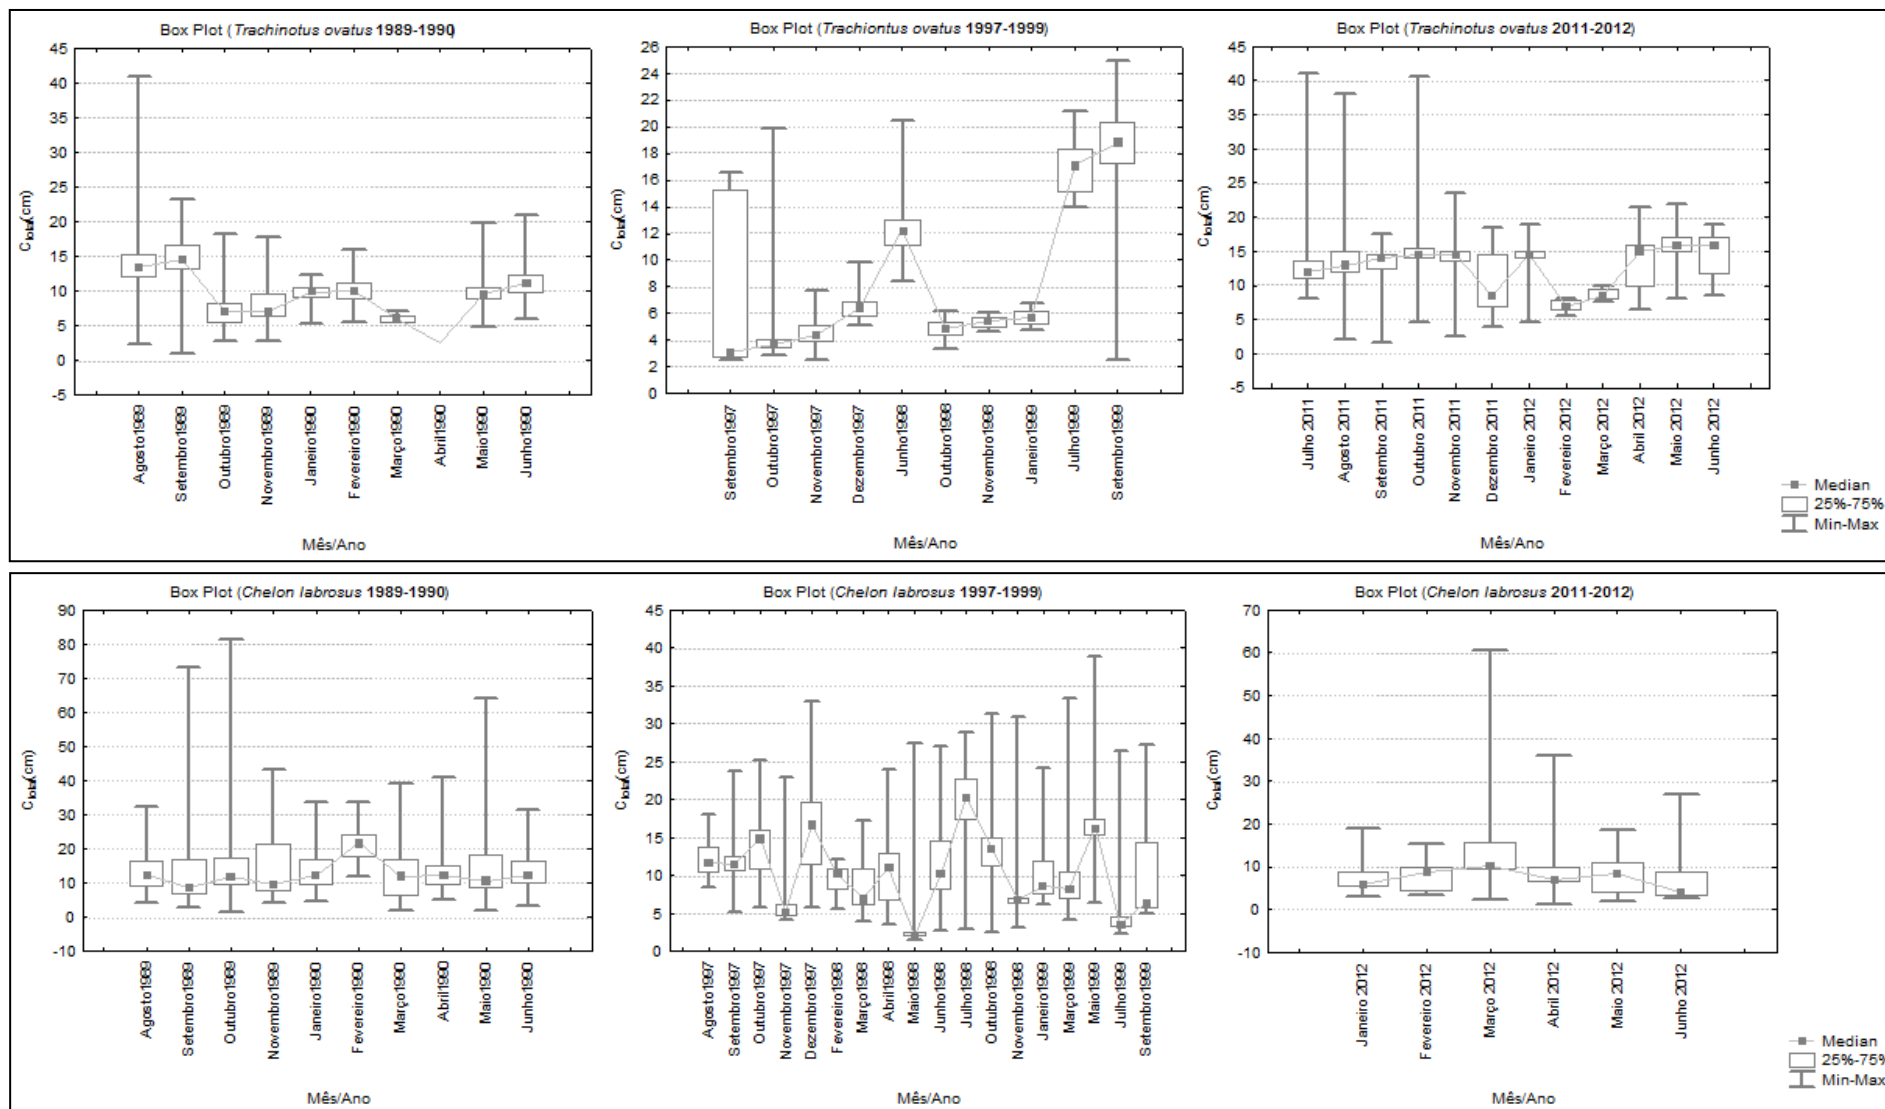 Box Plot (Trachinotus ovatus 1989-1990)
45
40
35
30
25
20
15
10
5
0
-5
C total (cm)
Agosto1989
Setembro1989
Outubro1989
Novembro1989
Janeiro1990
Fevereiro1990
Março1990
Abril1990
Maio1990
Junho1990
Mês/Ano
Box Plot (Trachiontus ovatus 1997-1999)
26
24
22
20
18
16
14
12
10
8
6
4
2
0
C total (cm)
Setembro1997
Outubro1997
Novembro1997
Dezembro1997
Junho1998
Outubro1998
Novembro1998
Janeiro1999
Julho1999
Setembro1999
Mês/Ano
Box Plot (Trachinotus ovatus 2011-2012)
45
40
35
30
25
20
15
10
5
0
-5
C total (cm)
Julho 2011
Agosto 2011
Setembro 2011
Outubro 2011
Novembro 2011
Dezembro 2011
Janeiro 2012
Fevereiro 2012
Março 2012
Abril 2012
Maio 2012
Junho 2012
Mês/Ano
Median
25%-75%
Min-Max
Box Plot (Chelon labrosus 1989-1990)
90
80
70
60
50
40
30
20
10
0
-10
C total (cm)
Agosto1989
Setembro1989
Outubro1989
Novembro1989
Janeiro1990
Fevereiro1990
Março1990
Abril1990
Maio1990
Junho1990
Mês/Ano
Box Plot (Chelon labrosus 1997-1999)
45
40
35
30
25
20
15
10
5
0
C total (cm)
Agosto1997
Setembro1997
Outubro1997
Novembro1997
Dezembro1997
Fevereiro1998
Março1998
Abril1998
Maio1998
Junho1998
Julho1998
Outubro1998
Novembro1998
Janeiro1999
Março1999
Maio1999
Julho1999
Setembro1999
Mês/Ano
Box Plot (Chelon labrosus 2011-2012)
70
60
50
40
30
20
10
0
-10
C total (cm)
Janeiro 2012
Fevereiro 2012
Março 2012
Abril 2012
Maio 2012
Junho 2012
Mês/Ano
Median
25%-75%
Min-Max